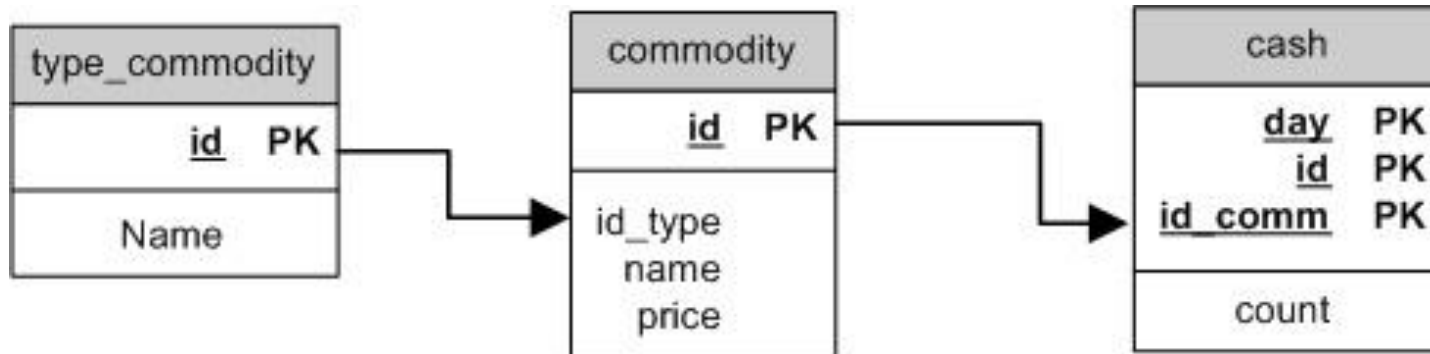 type_commodity
id PK
Name
commodity
id PK
id_type
name
price
cash
day PK
id PK
id_comm PK
count